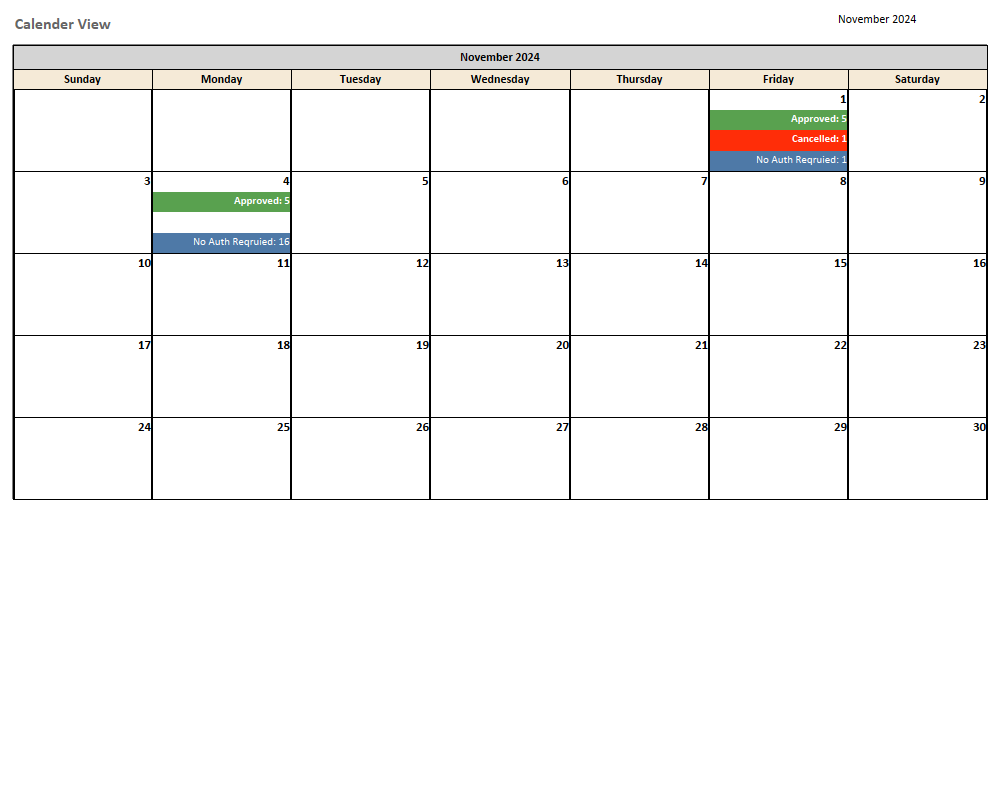 Calender View
November 2024
November 2024
Sunday Monday Tuesday Wednesday Thursday Friday Saturday
1 2
Approved: 5
Cancelled: 1
No Auth Reqruied: 1
3 4 5 6 7 8 9
Approved: 5
No Auth Reqruied: 16
10 11 12 13 14 15 16
17 18 19 20 21 22 23
24 25 26 27 28 29 30